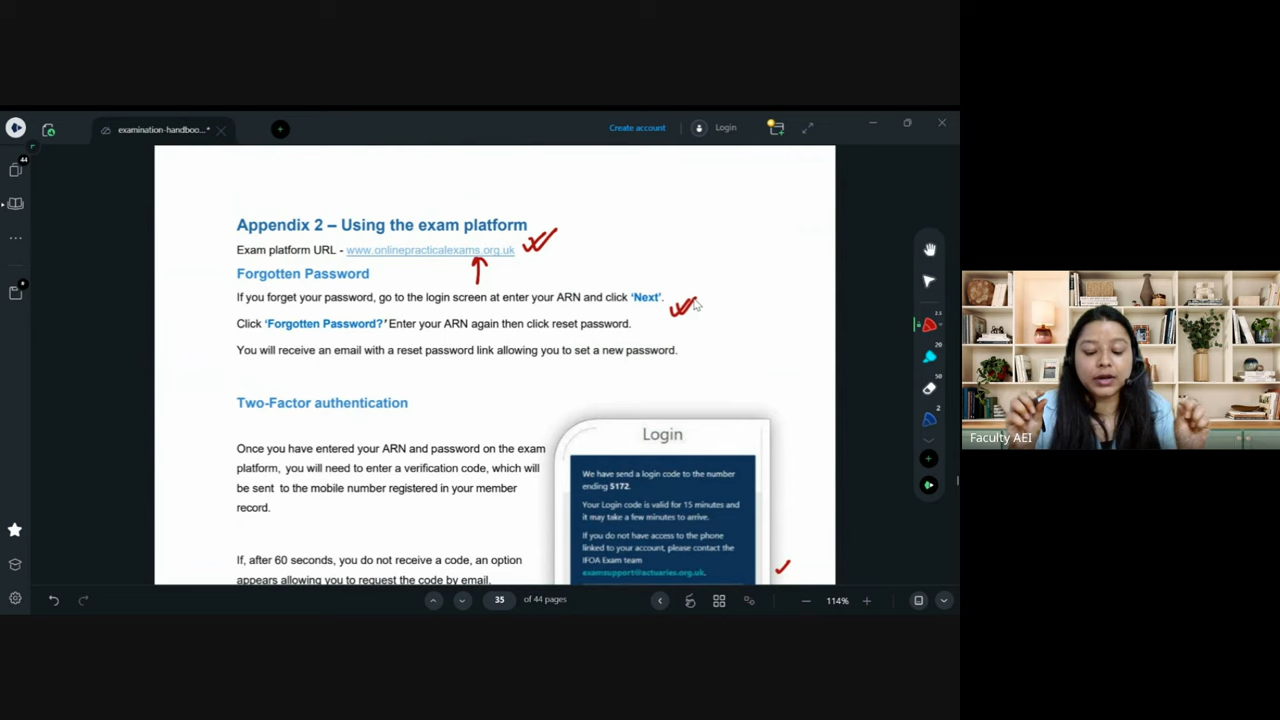 examination-handboo...*
Create account
Login
44
Appendix 2 – Using the exam platform
Exam platform URL - www.onlinepracticalexams.org.uk
Forgotten Password
If you forget your password, go to the login screen at enter your ARN and click ‘Next’.
Click ‘Forgotten Password?’ Enter your ARN again then click reset password.
You will receive an email with a reset password link allowing you to set a new password.
Two-Factor authentication
Once you have entered your ARN and password on the exam
platform, you will need to enter a verification code, which will
be sent to the mobile number registered in your member
record.
If, after 60 seconds, you do not receive a code, an option
appears allowing you to request the code by email.
Login
We have send a login code to the number
ending 5172.
Your Login code is valid for 15 minutes and
it may take a few minutes to arrive.
If you do not have access to the phone
linked to your account, please contact the
IFOA Exam team
examsupport@actuaries.org.uk.
2.5
20
50
2
35 of 44 pages
114%
Faculty AEI